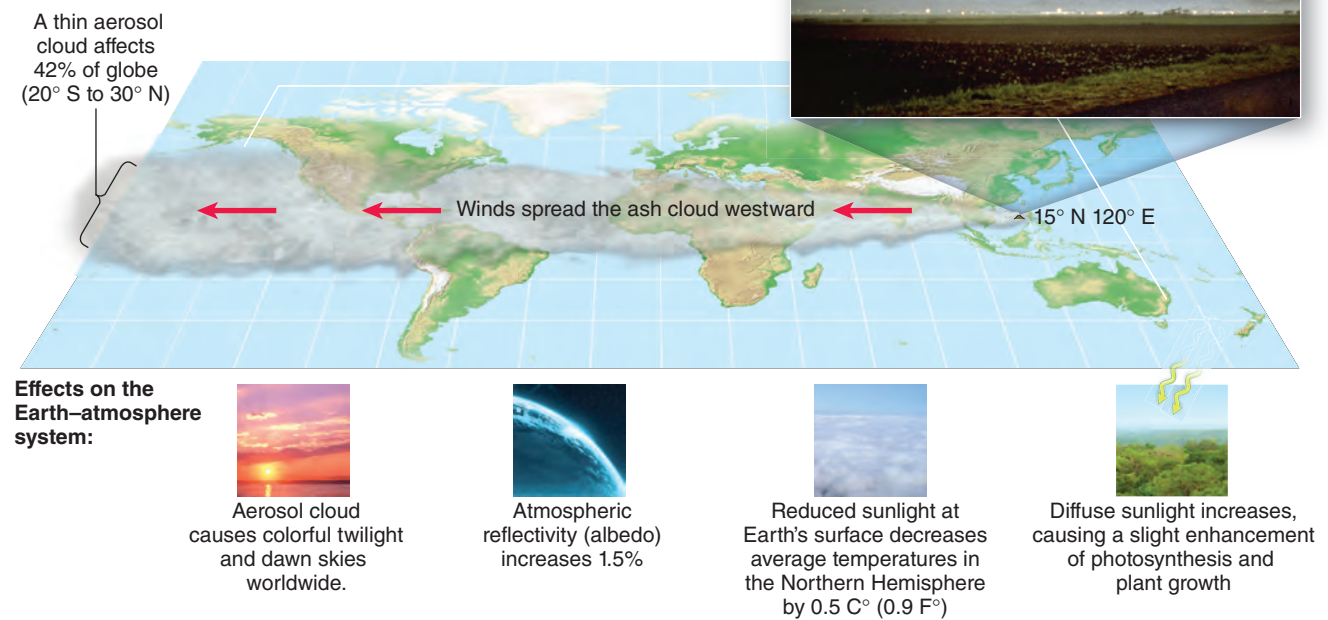 A thin aerosol
cloud affects
42% of globe
(20° S to 30° N)
Winds spread the ash cloud westward
15° N 120° E
Effects on the
Earth–atmosphere
system:
Aerosol cloud
causes colorful twilight
and dawn skies
worldwide.
Atmospheric
reflectivity (albedo)
increases 1.5%
Reduced sunlight at
Earth's surface decreases
average temperatures in
the Northern Hemisphere
by 0.5 C° (0.9 F°)
Diffuse sunlight increases,
causing a slight enhancement
of photosynthesis and
plant growth